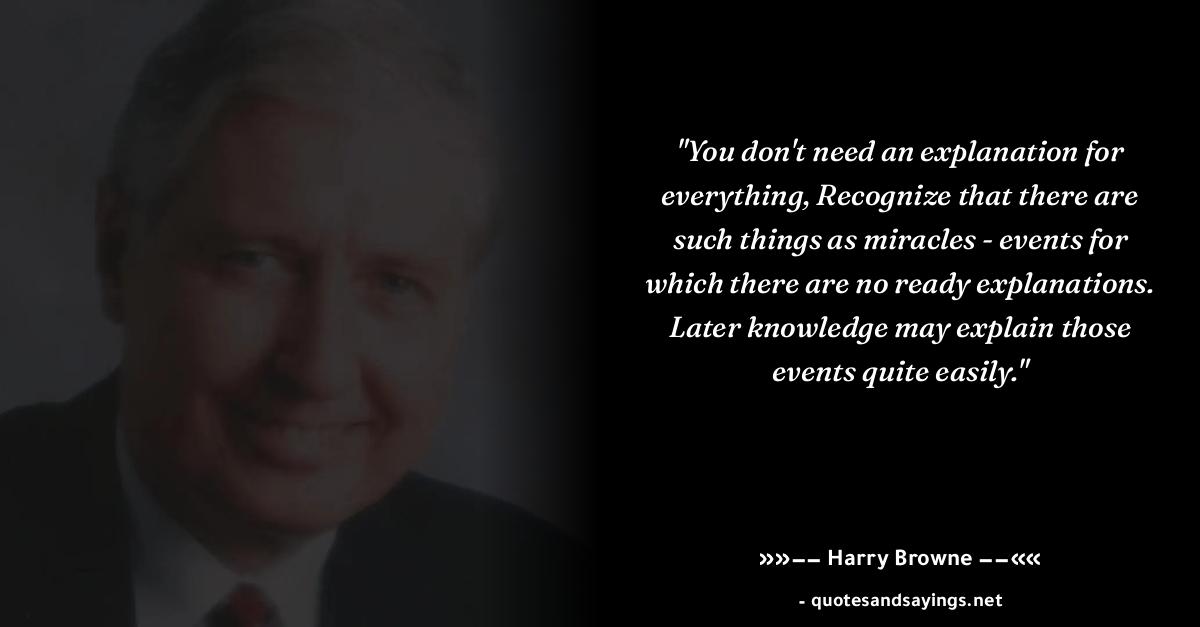 "You don't need an explanation for
everything, Recognize that there are
such things as miracles - events for
which there are no ready explanations.
Later knowledge may explain those
events quite easily."
»»−− Harry Browne −−««
- quotesandsayings.net